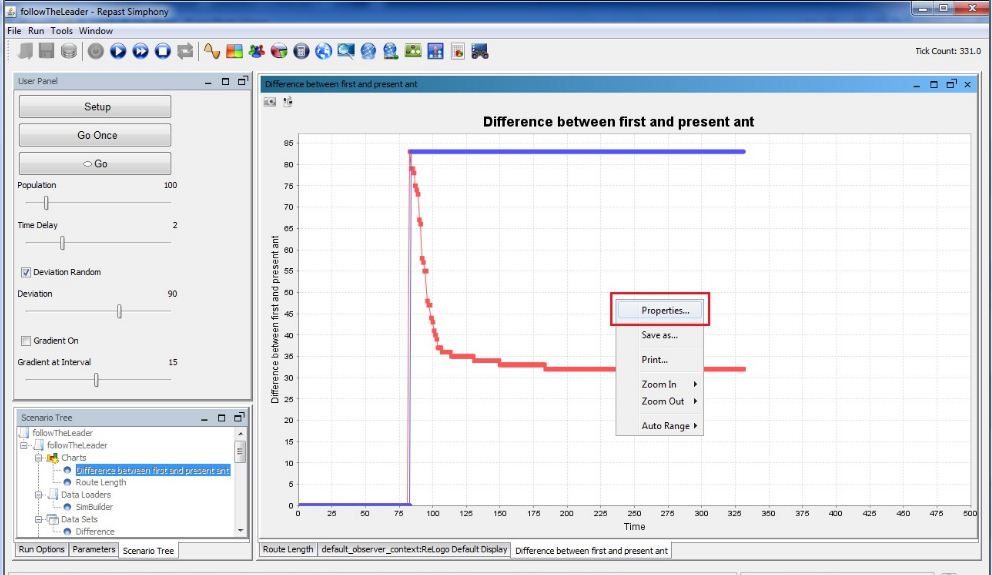 followTheLeader - Repast Simphony
File Run Tools Window
Tick Count: 331.0
User Panel
Setup
Go Once
Go
Population 100
Time Delay 2
Deviation Random
Deviation 90
Gradient On
Gradient at Interval 15
Scenario Tree
followTheLeader
followTheLeader
Charts
Difference between first and present ant
Route Length
Data Loaders
SimBuilder
Data Sets
Difference
Run Options Parameters Scenario Tree
Difference between first and present ant
Difference between first and present ant
Difference between first and present ant
85
80
75
70
65
60
55
50
45
40
35
30
25
20
15
10
5
0
0 25 50 75 100 125 150 175 200 225 250 275 300 325 350 375 400 425 450 475 500
Time
Properties...
Save as...
Print...
Zoom In
Zoom Out
Auto Range
Route Length default_observer_context:ReLogo Default Display Difference between first and present ant